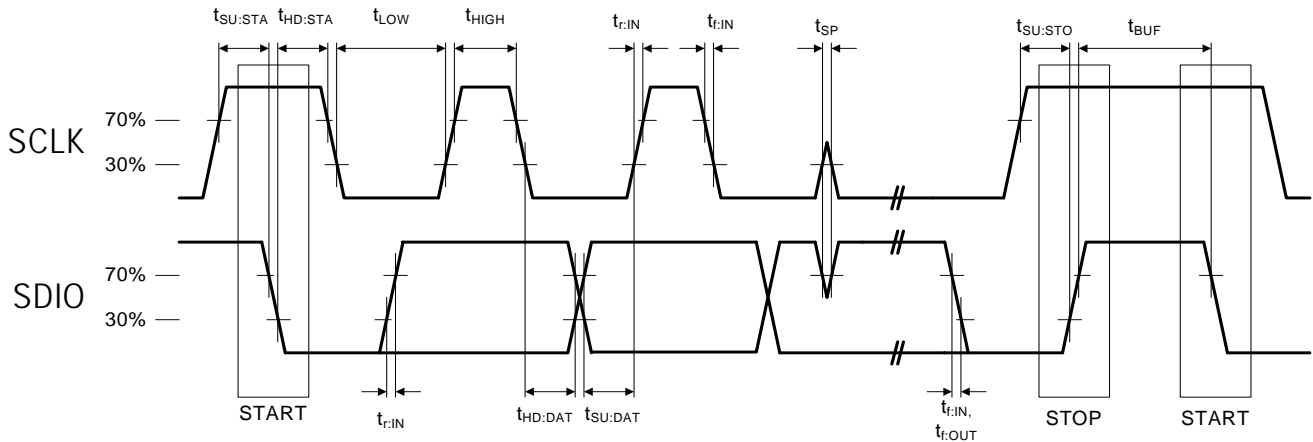 tSU:STA tHD:STA tLOW tHIGH tr:IN tf:IN tSP tSU:STO tBUF
SCLK
70%
30%
SDIO
70%
30%
START tr:IN tHD:DAT tSU:DAT tf:IN, tf:OUT STOP START